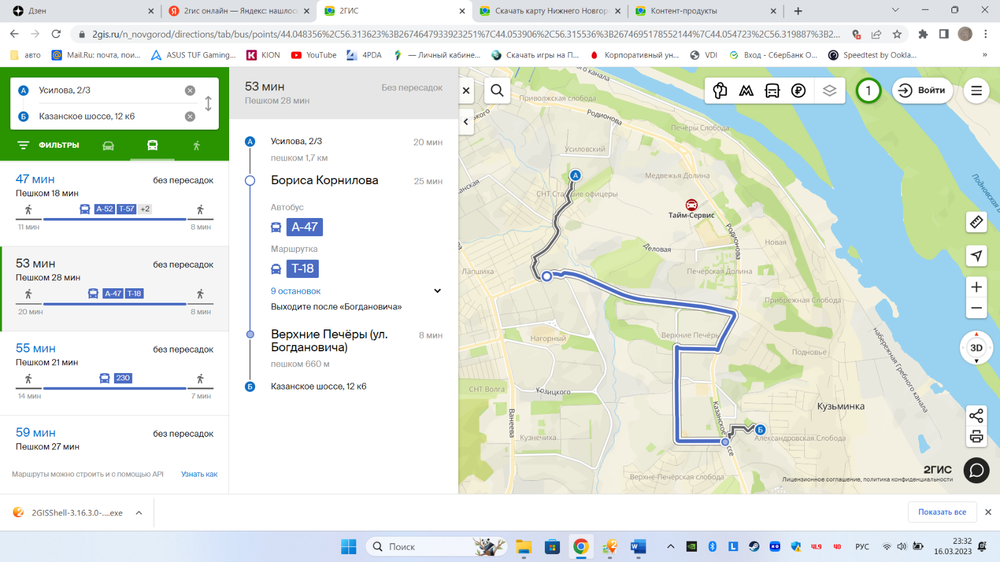 Дзен
2гис онлайн — Яндекс: нашлос
2ГИС
Скачать карту Нижнего Новгор
Контент-продукты
2gis.ru/n_novgorod/directions/tab/bus/points/44.048356%2C56.313623%3B2674647933923251%7C44.053906%2C56.315536%3B2674695178552144%7C44.054723%2C56.319887%3B2...
авто
Mail.Ru: почта, пои...
ASUS TUF Gaming...
KION
YouTube
4PDA
— Личный кабине...
Скачать игры на П...
Корпоративный ун...
VDI
Вход - СберБанк О...
Speedtest by Ookla...
»
А Усилова, 2/3
Б Казанское шоссе, 12 к6
ФИЛЬТРЫ
47 мин без пересадок
Пешком 18 мин
А-52 Т-57 +2
11 мин 8 мин
53 мин без пересадок
Пешком 28 мин
А-47 Т-18
20 мин 8 мин
55 мин без пересадок
Пешком 21 мин
230
14 мин 7 мин
59 мин без пересадок
Пешком 27 мин
Маршруты можно строить и с помощью API Узнать как
53 мин Без пересадок
Пешком 28 мин
А Усилова, 2/3 20 мин
пешком 1,7 км
Бориса Корнилова 25 мин
Автобус
А-47
Маршрутка
Т-18
9 остановок
Выходите после «Богдановича»
Верхние Печёры (ул. 8 мин
Богдановича)
пешком 660 м
Б Казанское шоссе, 12 к6
1
Войти
Приволжская слобода
Родионова
Печёры Слобода
Усиловский
А
Медвежья Долина
СНТ Старшие офицеры
Тайм-Сервис
Родионова
Деловая
Новая
Лапшиха
Печёрская Долина
Прибрежная Слобода
Нагорный
Верхние Печёры
Подновье
набережная Гребного канала
СНТ Волга
Козицкого
Ванеева
Казанское шоссе
Кузьминка
Б
Александровская Слобода
Кузнечиха
Верхне-Печёрская слобода
3D
2ГИС
Лицензионное соглашение, политика конфиденциальности
2GISShell-3.16.3.0-....exe
Показать все
Поиск
РУС
23:32
16.03.2023